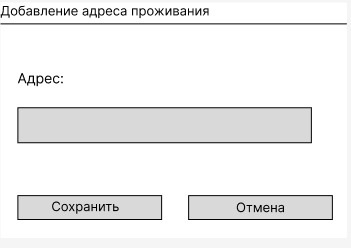 Добавление адреса проживания
Адрес:
Сохранить
Отмена